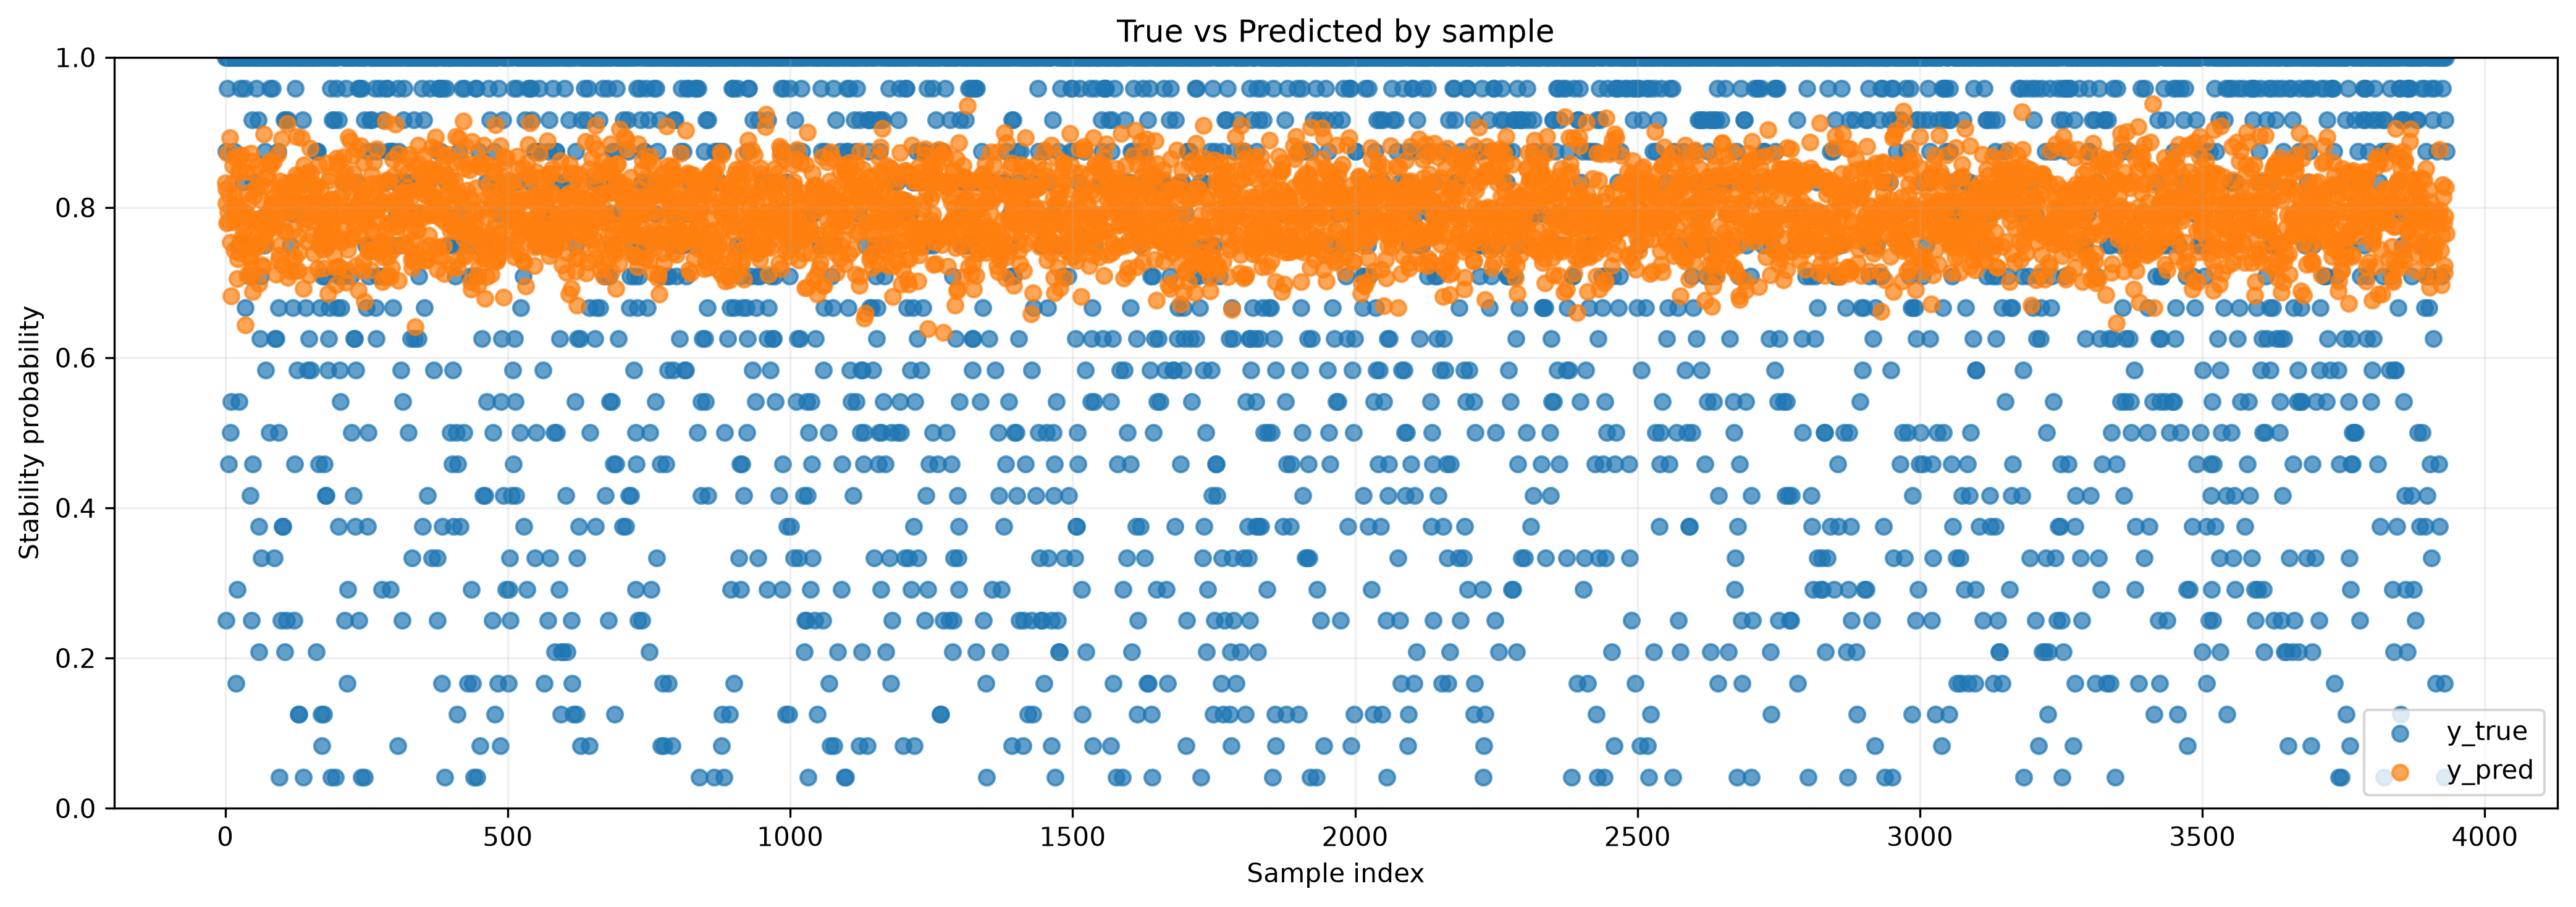 True vs Predicted by sample
Stability probability
1.0
0.8
0.6
0.4
0.2
0.0
y_true
y_pred
0 500 1000 1500 2000 2500 3000 3500 4000
Sample index